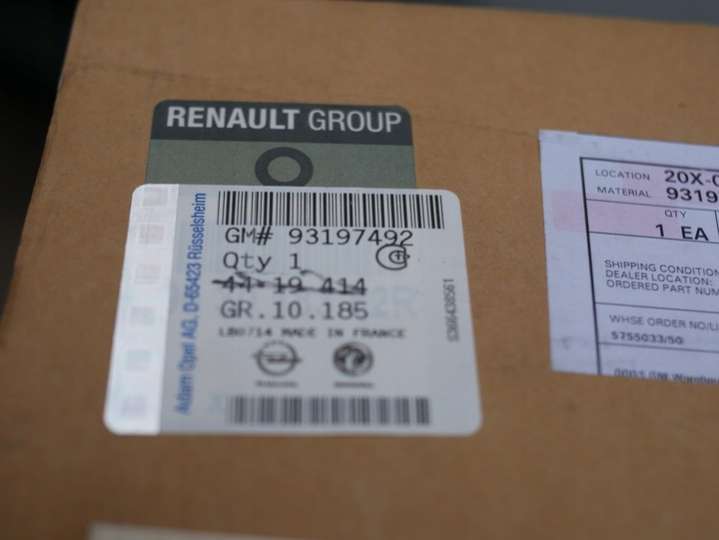 RENAULT GROUP
Adam Opel AG, D-65423 Rüsselsheim
GM# 93197492
Qty 1
44-19 414
GR.10.185
LB0714 MADE IN FRANCE
LOCATION 20X-
MATERIAL 9319
QTY
1 EA
SHIPPING CONDITION
DEALER LOCATION:
ORDERED PART NUM
WHSE ORDER NO/LI
5755033/50